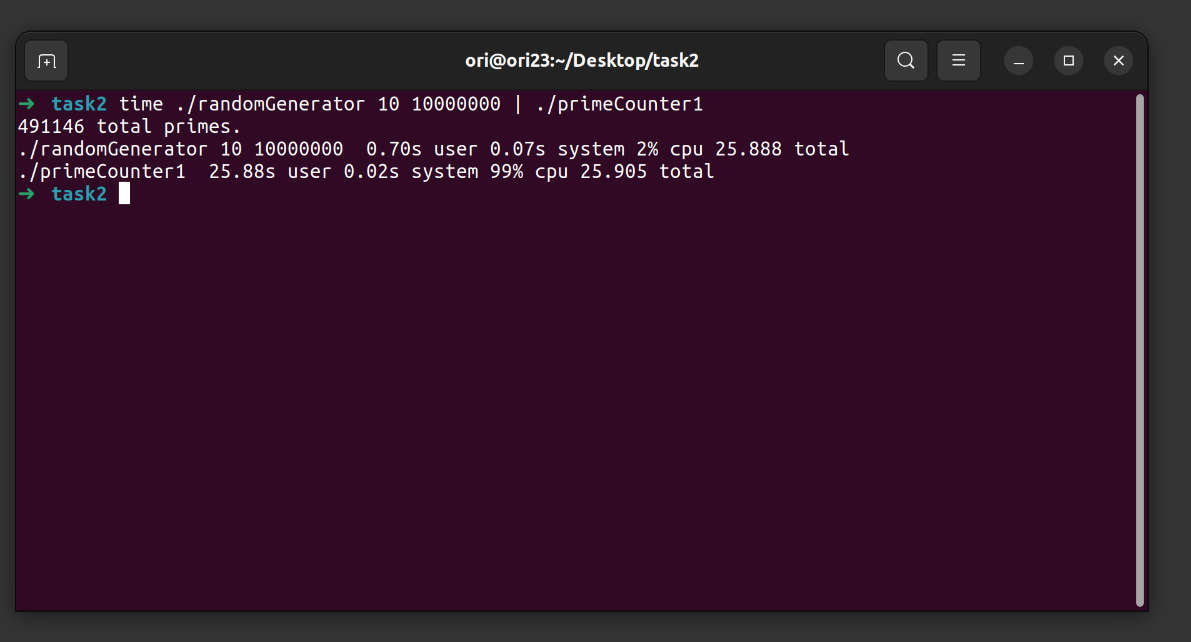 ori@ori23:~/Desktop/task2
➜ task2 time ./randomGenerator 10 10000000 | ./primeCounter1
491146 total primes.
./randomGenerator 10 10000000  0.70s user 0.07s system 2% cpu 25.888 total
./primeCounter1  25.88s user 0.02s system 99% cpu 25.905 total
➜ task2